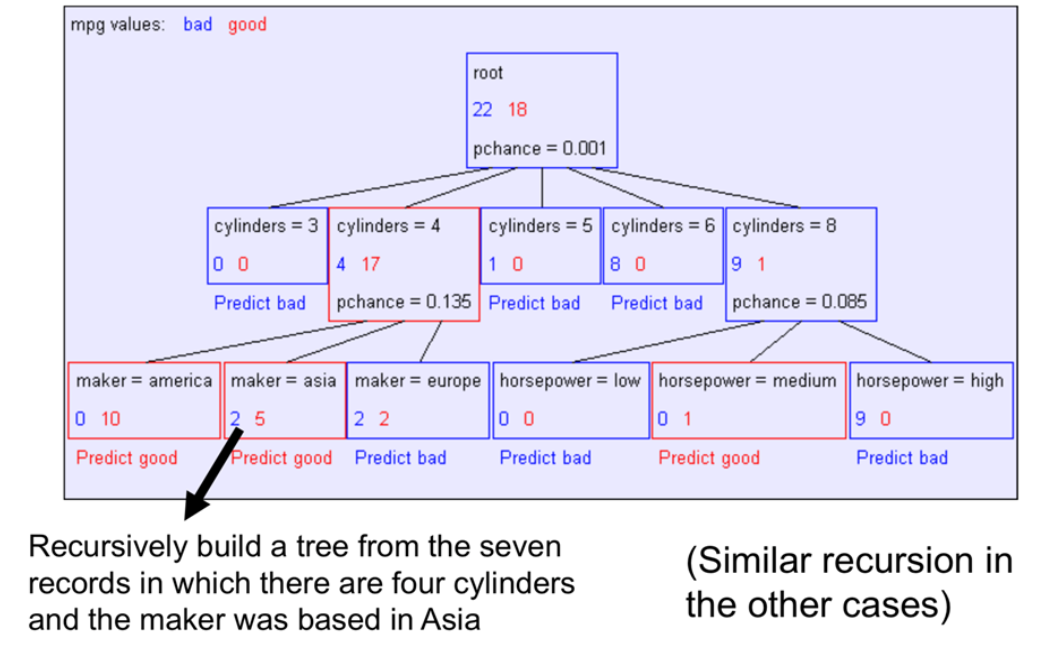 mpg values: bad good
root
22 18
pchance = 0.001
cylinders = 3 cylinders = 4 cylinders = 5 cylinders = 6 cylinders = 8
0 0 4 17 1 0 8 0 9 1
Predict bad pchance = 0.135 Predict bad Predict bad pchance = 0.085
maker = america maker = asia maker = europe horsepower = low horsepower = medium horsepower = high
0 10 2 5 2 2 0 0 0 1 9 0
Predict good Predict good Predict bad Predict bad Predict good Predict bad
Recursively build a tree from the seven
records in which there are four cylinders
and the maker was based in Asia
(Similar recursion in
the other cases)